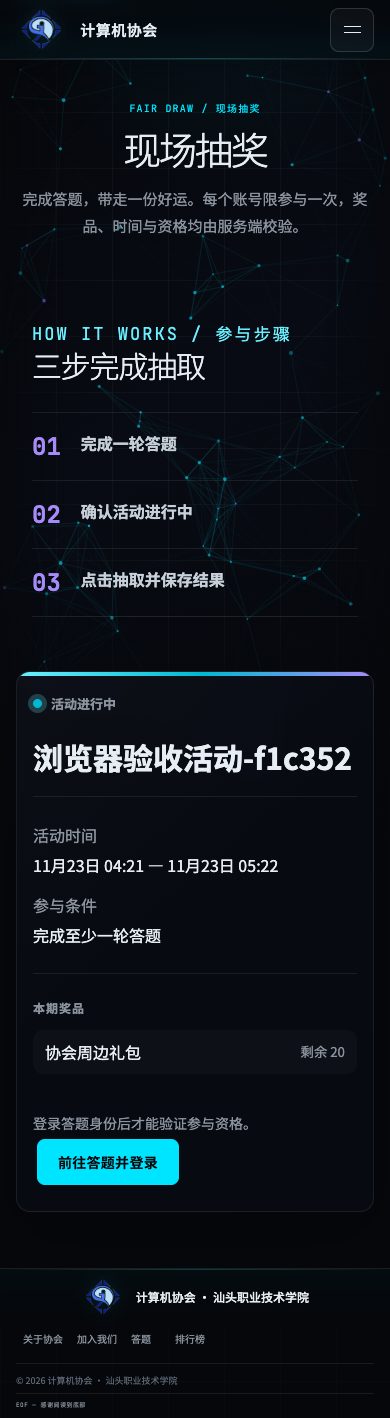 计算机协会
FAIR DRAW / 现场抽奖
现场抽奖
完成答题，带走一份好运。每个账号限参与一次，奖
品、时间与资格均由服务端校验。
HOW IT WORKS / 参与步骤
三步完成抽取
01 完成一轮答题
02 确认活动进行中
03 点击抽取并保存结果
活动进行中
浏览器验收活动-f1c352
活动时间
11月23日 04:21 — 11月23日 05:22
参与条件
完成至少一轮答题
本期奖品
协会周边礼包 剩余 20
登录答题身份后才能验证参与资格。
前往答题并登录
计算机协会 · 汕头职业技术学院
关于协会 加入我们 答题 排行榜
© 2026 计算机协会 · 汕头职业技术学院
EOF — 感谢阅读到底部